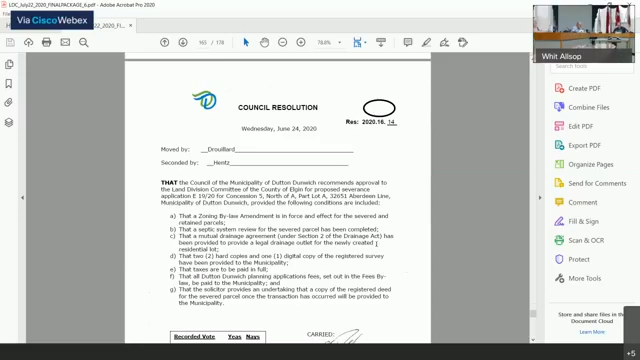 LOC_July22_2020_FINALPACKAGE_6.pdf - Adobe Acrobat Pro 2020
Via Cisco Webex
LOC_July22_2020_Fin...
165 / 178
78.8%
Whit Allsop
Search tools
COUNCIL RESOLUTION
Wednesday, June 24, 2020
Res: 2020.16. 14
Moved by: __Drouillard
Seconded by: __Hentz
THAT the Council of the Municipality of Dutton Dunwich recommends approval to
the Land Division Committee of the County of Elgin for proposed severance
application E 19/20 for Concession 5, North of A, Part Lot A, 32651 Aberdeen Line,
Municipality of Dutton Dunwich, provided the following conditions are included:
a) That a Zoning By-law Amendment is in force and effect for the severed and
retained parcels;
b) That a septic system review for the severed parcel has been completed;
c) That a mutual drainage agreement (under Section 2 of the Drainage Act) has
been provided to provide a legal drainage outlet for the newly created
residential lot;
d) That two (2) hard copies and one (1) digital copy of the registered survey
have been provided to the Municipality;
e) That taxes are to be paid in full;
f) That all Dutton Dunwich planning applications fees, set out in the Fees By-
law, be paid to the Municipality; and
g) That the solicitor provides an undertaking that a copy of the registered deed
for the severed parcel once the transaction has occurred will be provided to the
Municipality.
Recorded Vote Yeas Nays
CARRIED:
Create PDF
Combine Files
Edit PDF
Export PDF
Organize Pages
Send for Comments
Comment
Fill & Sign
Scan & OCR
Protect
More Tools
Store and share files in the
Document Cloud
Learn More
+5